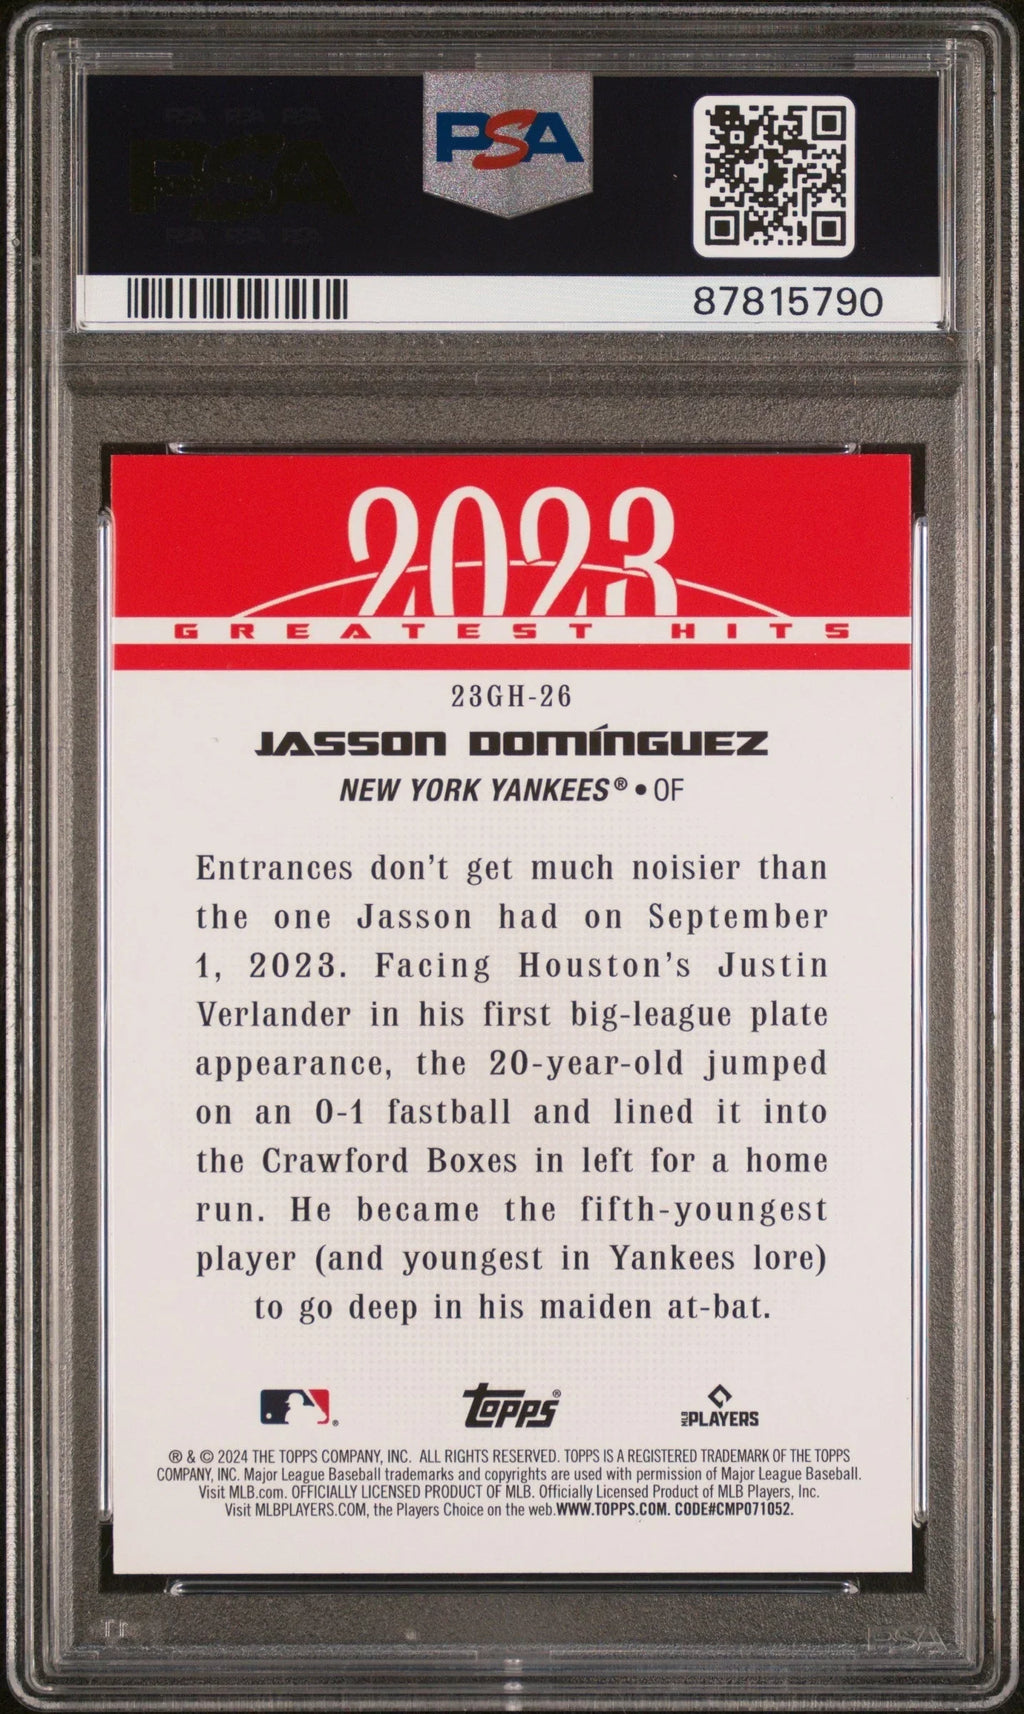 PSA
87815790
2023
GREATEST HITS
23GH-26
JASSON DOMÍNGUEZ
NEW YORK YANKEES® • OF
Entrances don't get much noisier than
the one Jasson had on September
1, 2023. Facing Houston's Justin
Verlander in his first big-league plate
appearance, the 20-year-old jumped
on an 0-1 fastball and lined it into
the Crawford Boxes in left for a home
run. He became the fifth-youngest
player (and youngest in Yankees lore)
to go deep in his maiden at-bat.
Topps®
MLB PLAYERS
® & © 2024 THE TOPPS COMPANY, INC. ALL RIGHTS RESERVED. TOPPS IS A REGISTERED TRADEMARK OF THE TOPPS
COMPANY, INC. Major League Baseball trademarks and copyrights are used with permission of Major League Baseball.
Visit MLB.com. OFFICIALLY LICENSED PRODUCT OF MLB. Officially Licensed Product of MLB Players, Inc.
Visit MLBPLAYERS.COM, the Players Choice on the web.WWW.TOPPS.COM. CODE#CMP071052.
PSA